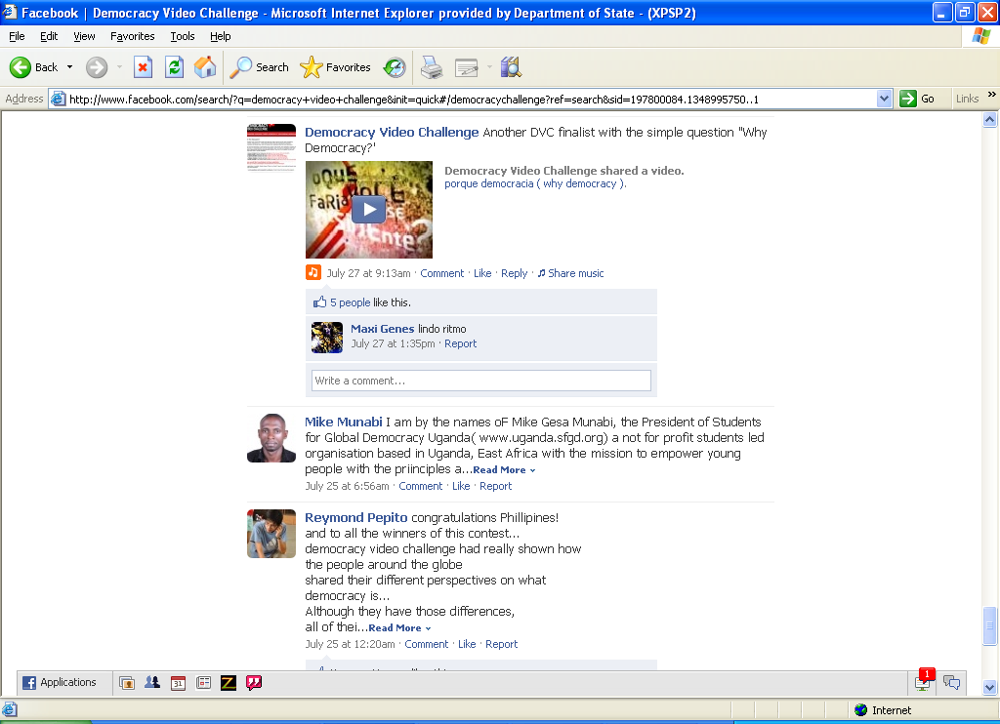 Facebook | Democracy Video Challenge - Microsoft Internet Explorer provided by Department of State - (XPSP2)
File Edit View Favorites Tools Help
Back Search Favorites
Address http://www.facebook.com/search/?q=democracy+video+challenge&init=quick#/democracychallenge?ref=search&sid=197800084.1348995750..1 Go Links »
Democracy Video Challenge Another DVC finalist with the simple question "Why
Democracy?'
Democracy Video Challenge shared a video.
porque democracia ( why democracy ).
July 27 at 9:13am · Comment · Like · Reply · Share music
5 people like this.
Maxi Genes lindo ritmo
July 27 at 1:35pm · Report
Write a comment...
Mike Munabi I am by the names oF Mike Gesa Munabi, the President of Students
for Global Democracy Uganda( www.uganda.sfgd.org) a not for profit students led
organisation based in Uganda, East Africa with the mission to empower young
people with the priinciples a...Read More
July 25 at 6:56am · Comment · Like · Report
Reymond Pepito congratulations Phillipines!
and to all the winners of this contest...
democracy video challenge had really shown how
the people around the globe
shared their different perspectives on what
democracy is...
Although they have those differences,
all of thei...Read More
July 25 at 12:20am · Comment · Like · Report
Applications 31 Z 1
Internet